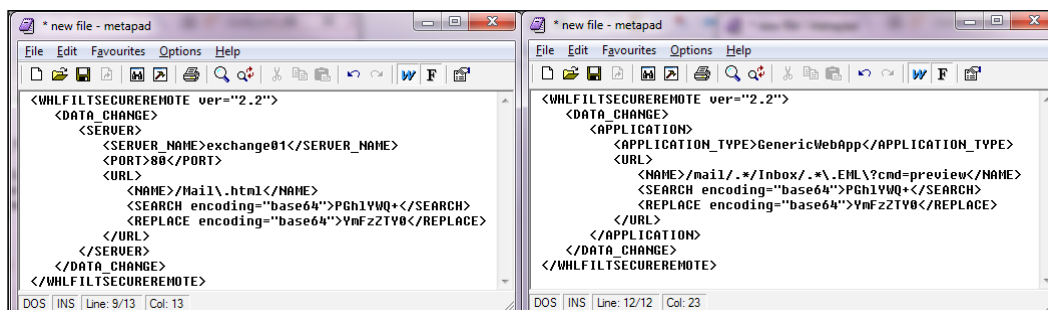 * new file - metapad
File Edit Favourites Options Help
W F
<WHLFILTSECUREREMOTE ver="2.2">
<DATA_CHANGE>
<SERVER>
<SERVER_NAME>exchange01</SERVER_NAME>
<PORT>80</PORT>
<URL>
<NAME>/Mail\.html</NAME>
<SEARCH encoding="base64">PGhlYWQ+</SEARCH>
<REPLACE encoding="base64">YmFzZTY0</REPLACE>
</URL>
</SERVER>
</DATA_CHANGE>
</WHLFILTSECUREREMOTE>
DOS INS Line: 9/13 Col: 13
* new file - metapad
File Edit Favourites Options Help
W F
<WHLFILTSECUREREMOTE ver="2.2">
<DATA_CHANGE>
<APPLICATION>
<APPLICATION_TYPE>GenericWebApp</APPLICATION_TYPE>
<URL>
<NAME>/mail/.*/Inbox/.*\.EML\?cmd=preview</NAME>
<SEARCH encoding="base64">PGhlYWQ+</SEARCH>
<REPLACE encoding="base64">YmFzZTY0</REPLACE>
</URL>
</APPLICATION>
</DATA_CHANGE>
</WHLFILTSECUREREMOTE>
DOS INS Line: 12/12 Col: 23